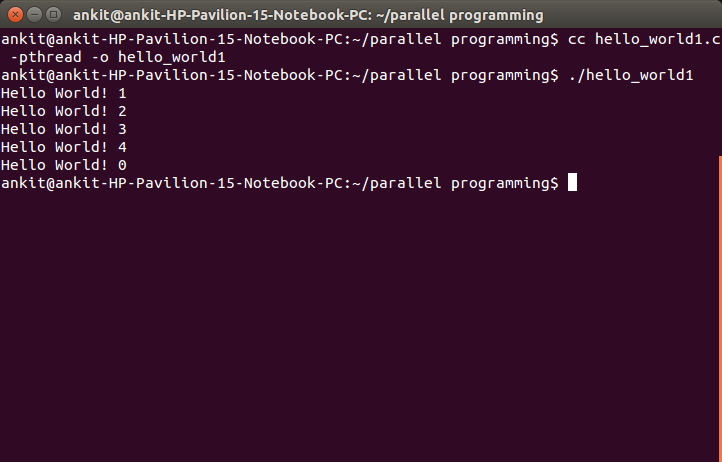 ankit@ankit-HP-Pavilion-15-Notebook-PC: ~/parallel programming
ankit@ankit-HP-Pavilion-15-Notebook-PC:~/parallel programming$ cc hello_world1.c
 -pthread -o hello_world1
ankit@ankit-HP-Pavilion-15-Notebook-PC:~/parallel programming$ ./hello_world1
Hello World! 1
Hello World! 2
Hello World! 3
Hello World! 4
Hello World! 0
ankit@ankit-HP-Pavilion-15-Notebook-PC:~/parallel programming$